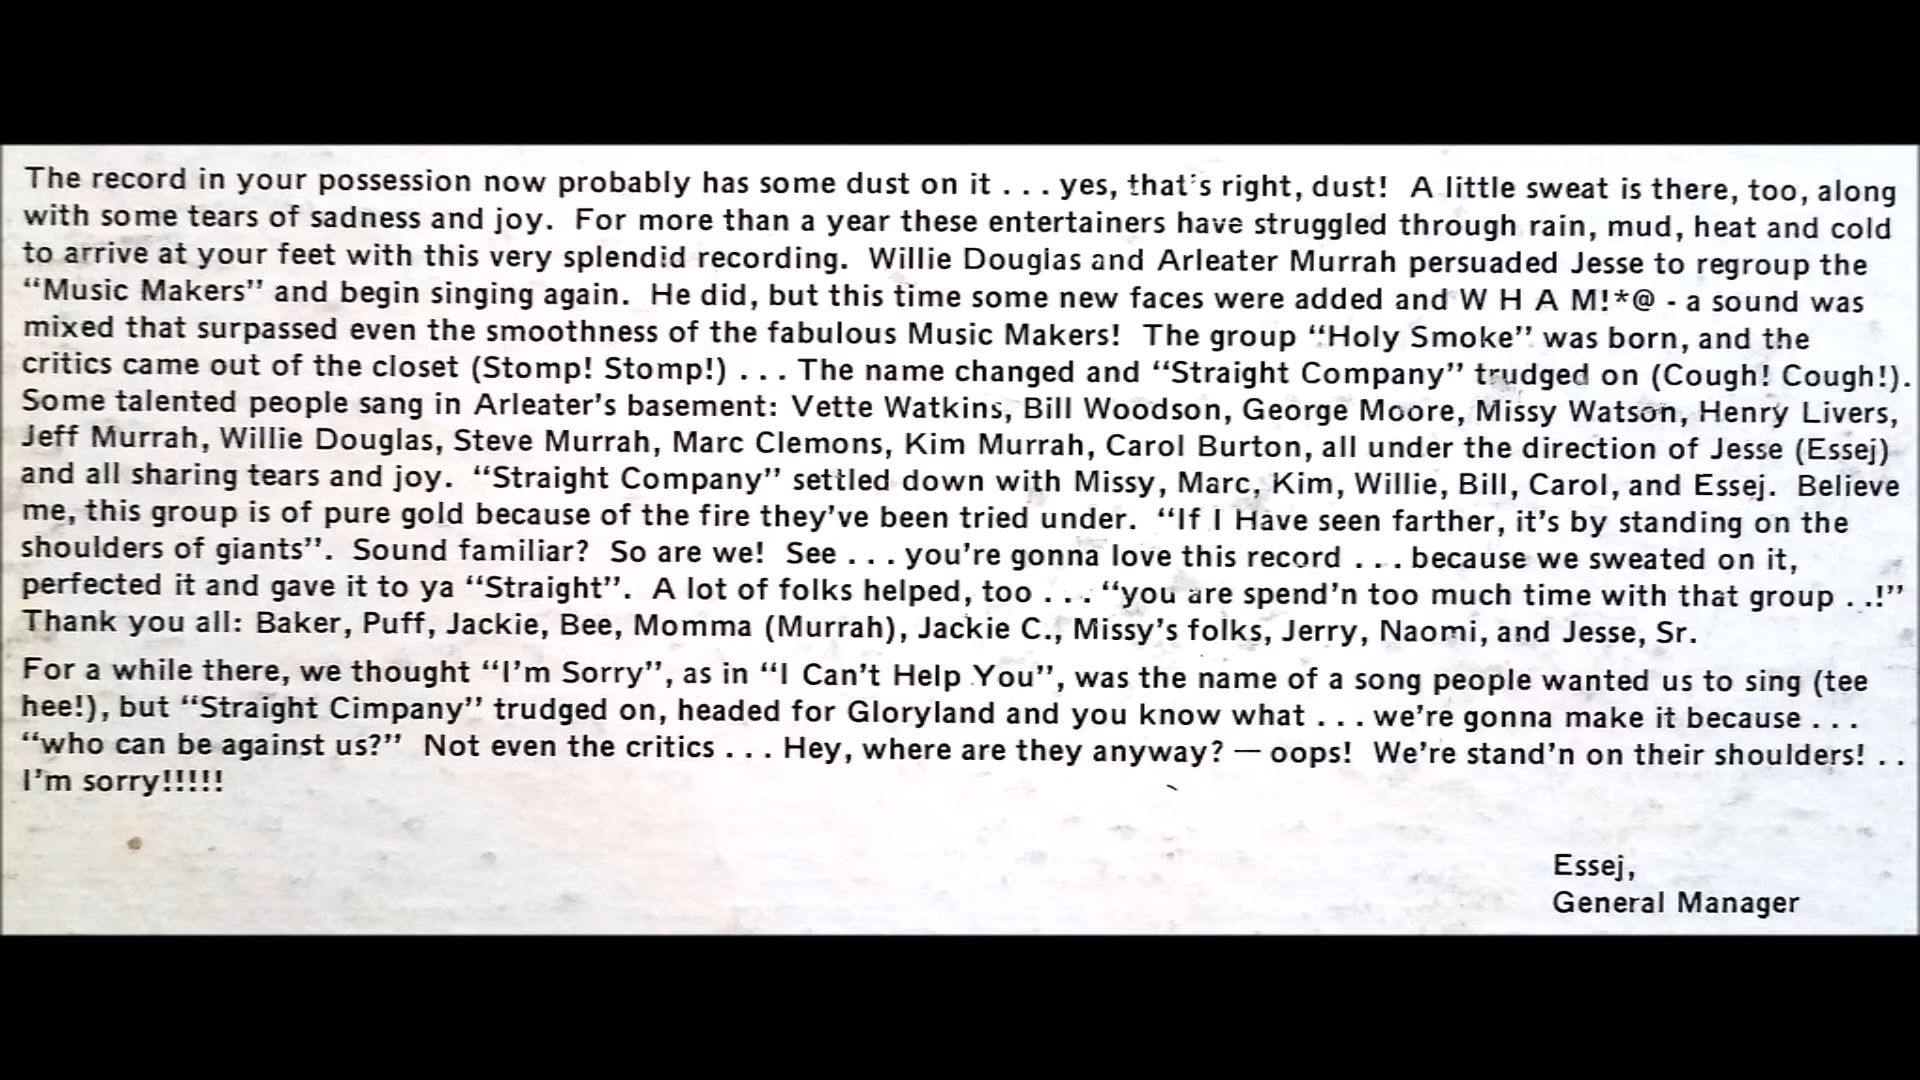 The record in your possession now probably has some dust on it . . . yes, that's right, dust! A little sweat is there, too, along
with some tears of sadness and joy. For more than a year these entertainers have struggled through rain, mud, heat and cold
to arrive at your feet with this very splendid recording. Willie Douglas and Arleater Murrah persuaded Jesse to regroup the
“Music Makers” and begin singing again. He did, but this time some new faces were added and W H A M!*@ - a sound was
mixed that surpassed even the smoothness of the fabulous Music Makers! The group “Holy Smoke” was born, and the
critics came out of the closet (Stomp! Stomp!) . . . The name changed and “Straight Company” trudged on (Cough! Cough!).
Some talented people sang in Arleater's basement: Vette Watkins, Bill Woodson, George Moore, Missy Watson, Henry Livers,
Jeff Murrah, Willie Douglas, Steve Murrah, Marc Clemons, Kim Murrah, Carol Burton, all under the direction of Jesse (Essej)
and all sharing tears and joy. “Straight Company” settled down with Missy, Marc, Kim, Willie, Bill, Carol, and Essej. Believe
me, this group is of pure gold because of the fire they've been tried under. “If I Have seen farther, it's by standing on the
shoulders of giants”. Sound familiar? So are we! See . . . you're gonna love this record . . . because we sweated on it,
perfected it and gave it to ya “Straight”. A lot of folks helped, too . . . “you are spend'n too much time with that group . .!”
Thank you all: Baker, Puff, Jackie, Bee, Momma (Murrah), Jackie C., Missy's folks, Jerry, Naomi, and Jesse, Sr.
For a while there, we thought “I'm Sorry”, as in “I Can't Help You”, was the name of a song people wanted us to sing (tee
hee!), but “Straight Cimpany” trudged on, headed for Gloryland and you know what . . . we're gonna make it because . . .
“who can be against us?” Not even the critics . . . Hey, where are they anyway? — oops! We're stand'n on their shoulders! . .
I'm sorry!!!!!
Essej,
General Manager